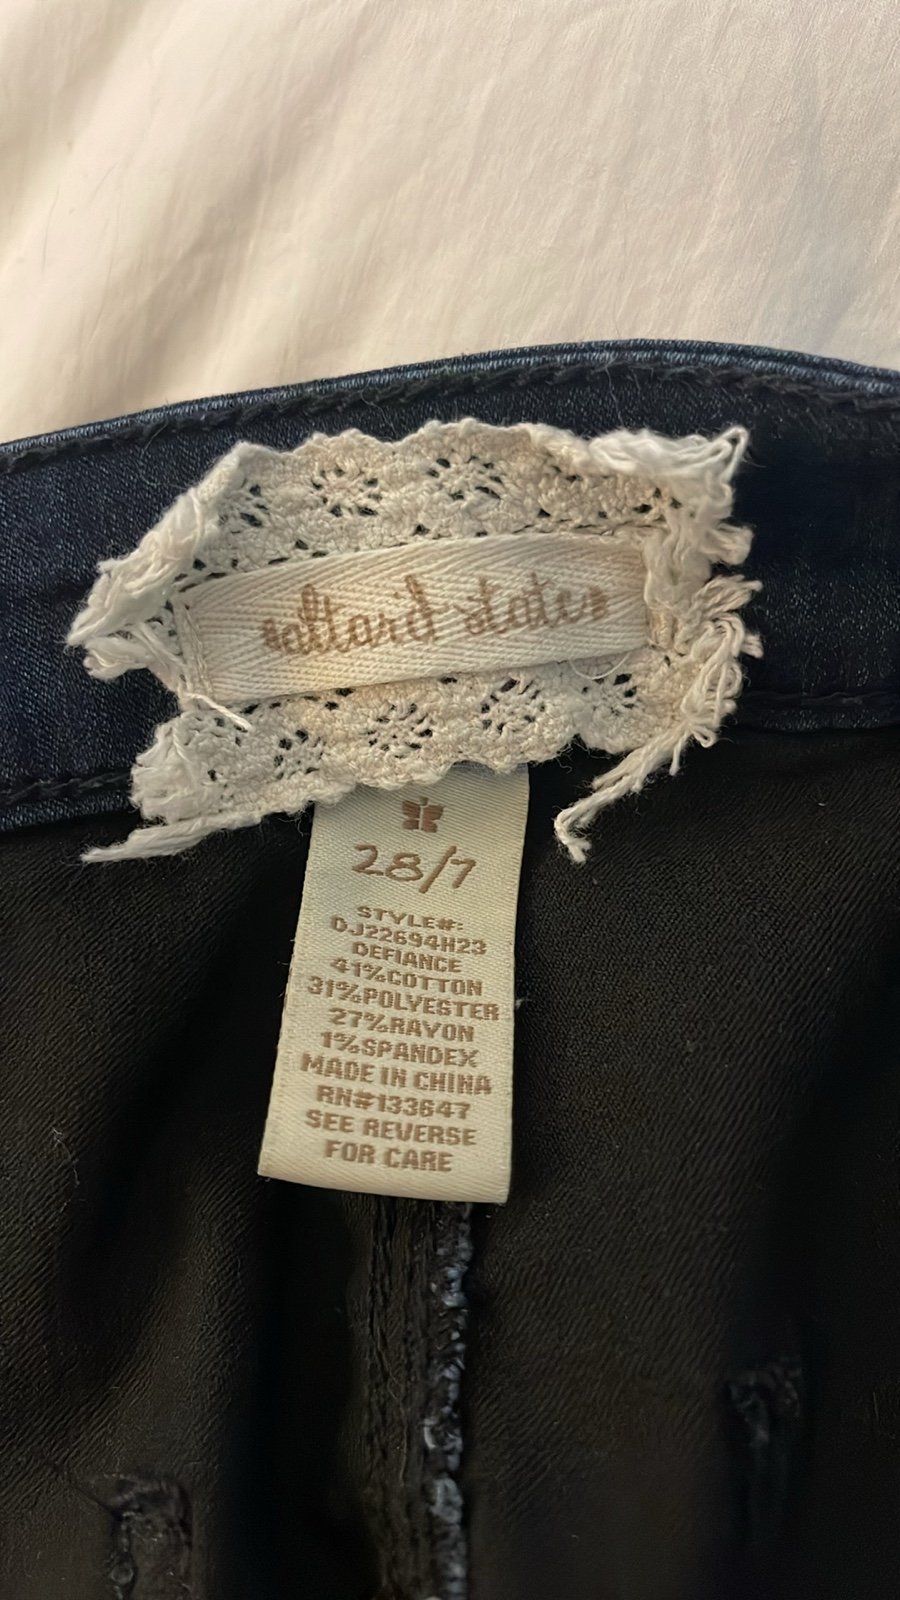 altar'd state
28/7
STYLE#:
DJ22694H23
DEFIANCE
41%COTTON
31%POLYESTER
27%RAYON
1%SPANDEX
MADE IN CHINA
RN#133647
SEE REVERSE
FOR CARE